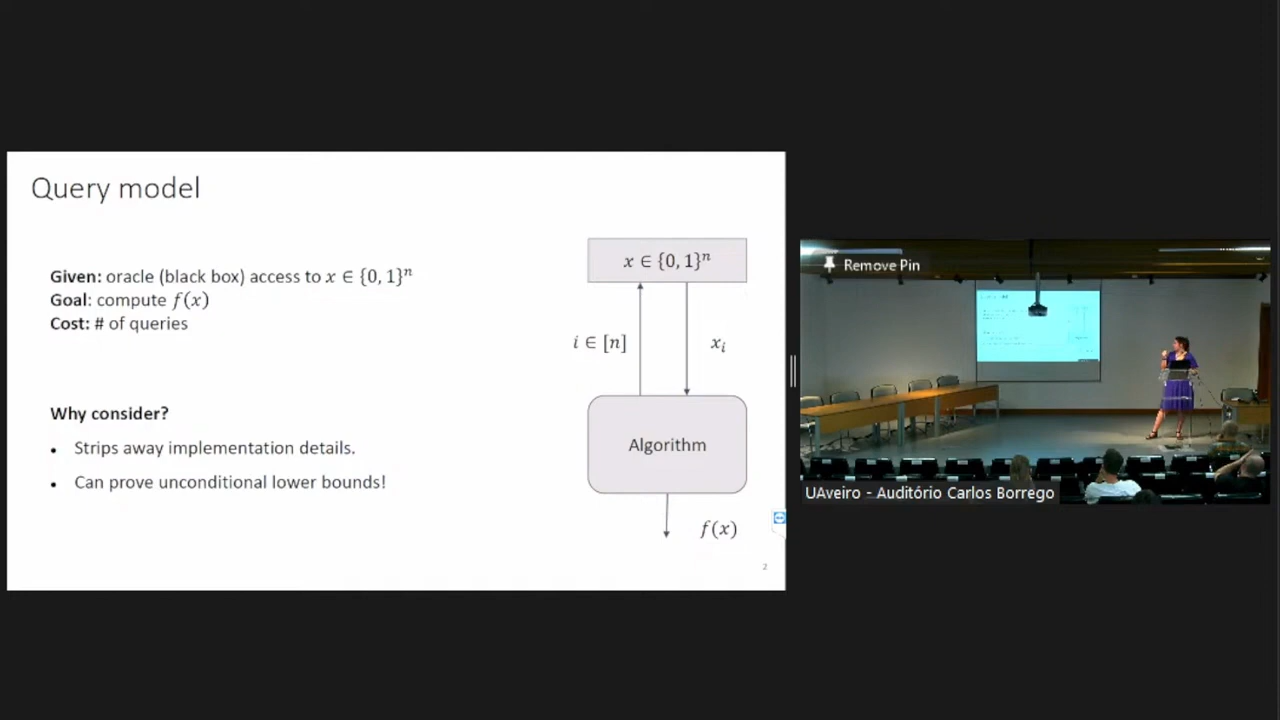 Query model
Given: oracle (black box) access to x ∈ {0, 1}ⁿ
Goal: compute f(x)
Cost: # of queries
Why consider?
• Strips away implementation details.
• Can prove unconditional lower bounds!
x ∈ {0, 1}ⁿ
i ∈ [n]
xᵢ
Algorithm
f(x)
2
Remove Pin
UAveiro - Auditório Carlos Borrego